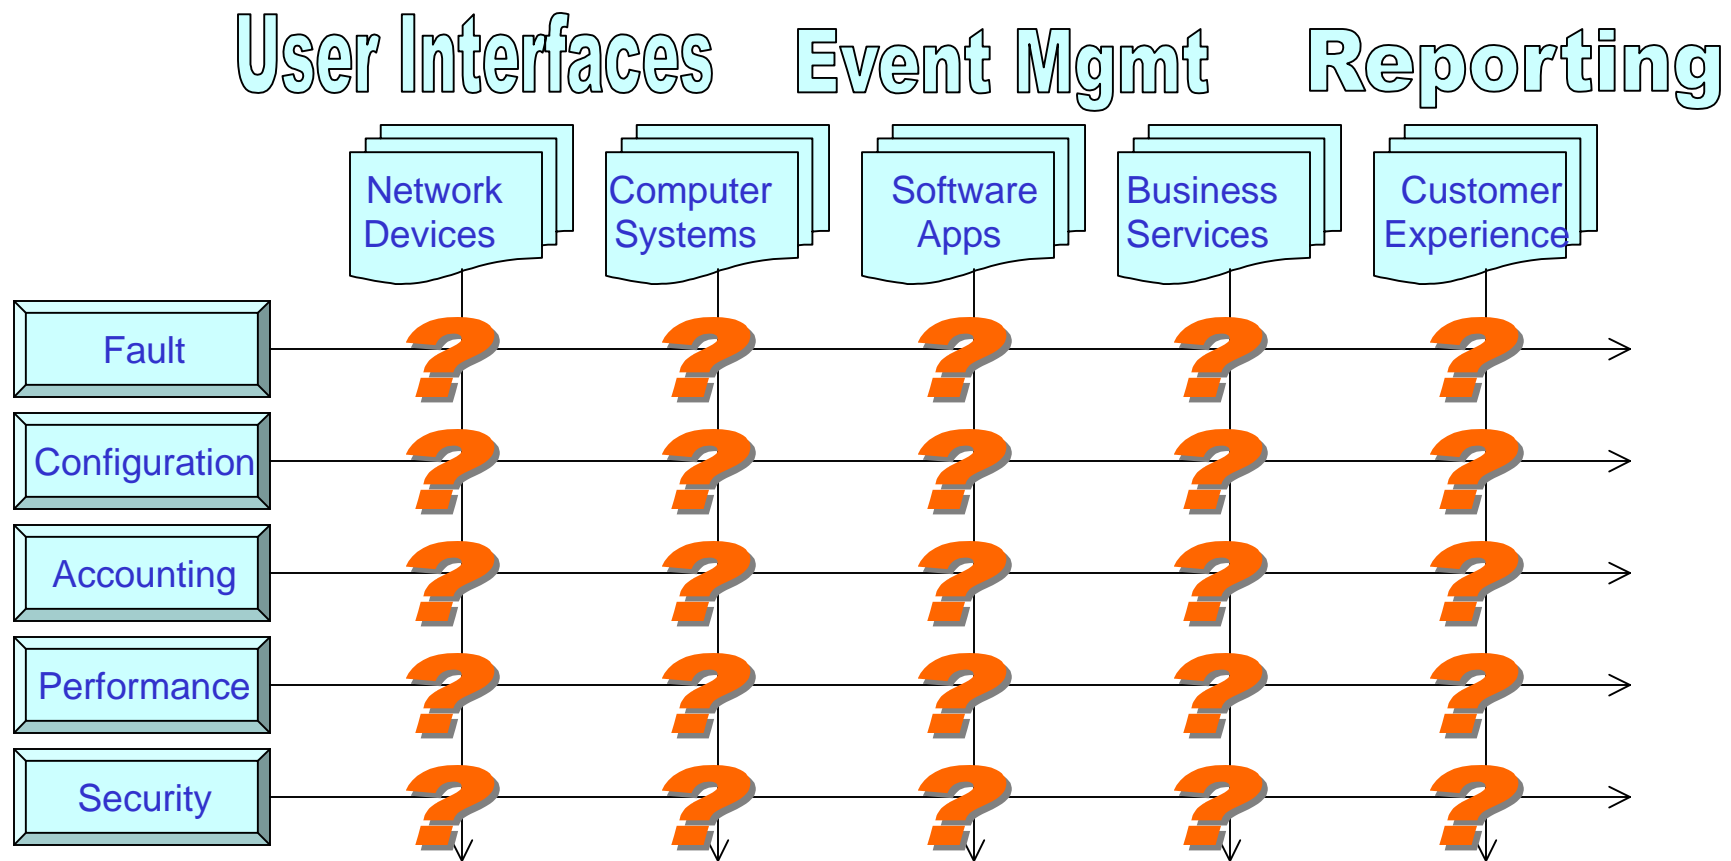 User Interfaces Event Mgmt Reporting
Network Devices
Computer Systems
Software Apps
Business Services
Customer Experience
Fault ? ? ? ? ?
Configuration ? ? ? ? ?
Accounting ? ? ? ? ?
Performance ? ? ? ? ?
Security ? ? ? ? ?